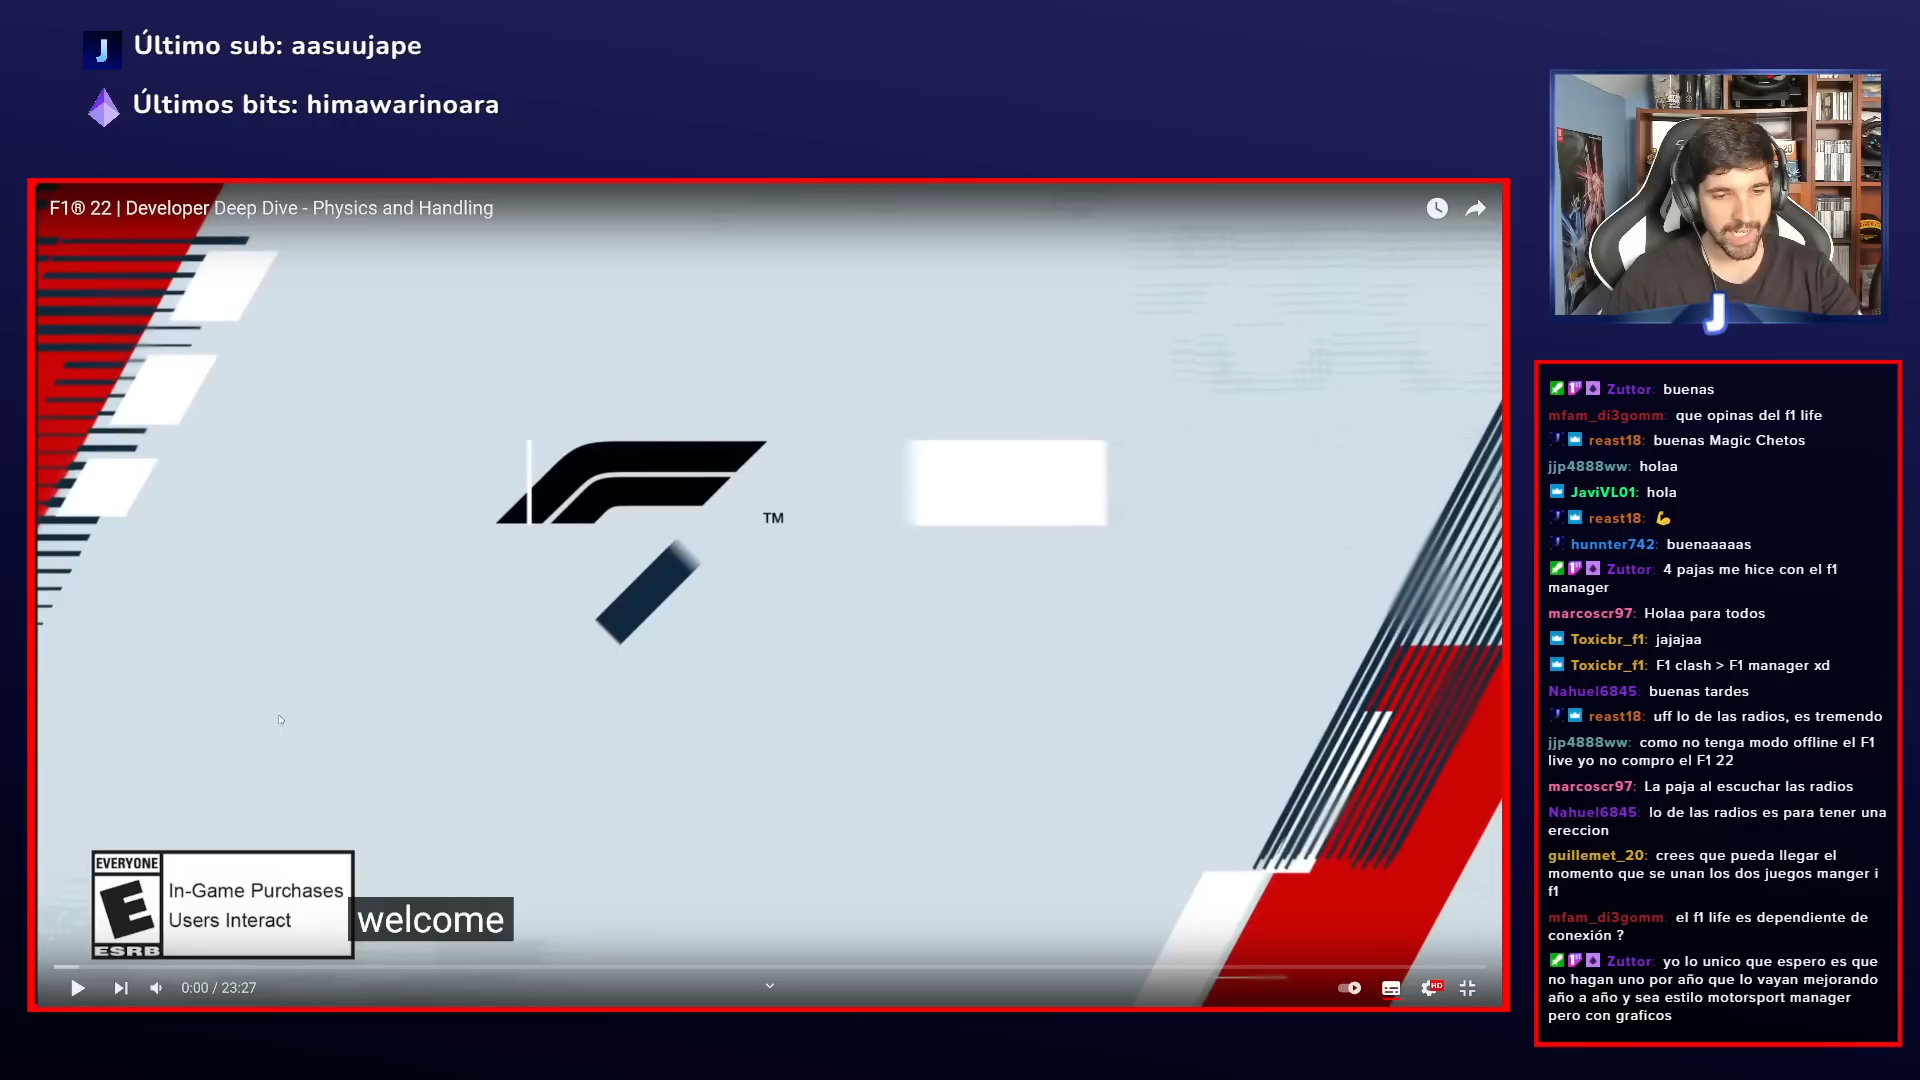 Último sub: aasuujape
Últimos bits: himawarinoara
F1® 22 | Developer Deep Dive - Physics and Handling
TM
EVERYONE
E
ESRB
In-Game Purchases
Users Interact
welcome
0:00 / 23:27
HD
J
Zuttor: buenas
mfam_di3gomm: que opinas del f1 life
reast18: buenas Magic Chetos
jjp4888ww: holaa
JaviVL01: hola
reast18: 💪
hunnter742: buenaaaaas
Zuttor: 4 pajas me hice con el f1
manager
marcoscr97: Holaa para todos
Toxicbr_f1: jajajaa
Toxicbr_f1: F1 clash > F1 manager xd
Nahuel6845: buenas tardes
reast18: uff lo de las radios, es tremendo
jjp4888ww: como no tenga modo offline el F1
live yo no compro el F1 22
marcoscr97: La paja al escuchar las radios
Nahuel6845: lo de las radios es para tener una
ereccion
guillemet_20: crees que pueda llegar el
momento que se unan los dos juegos manger i
f1
mfam_di3gomm: el f1 life es dependiente de
conexión ?
Zuttor: yo lo unico que espero es que
no hagan uno por año que lo vayan mejorando
año a año y sea estilo motorsport manager
pero con graficos